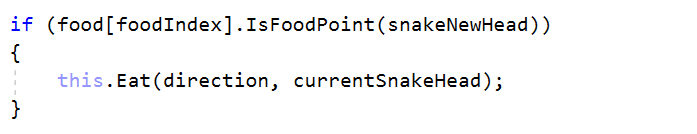 if (food[foodIndex].IsFoodPoint(snakeNewHead))
{
    this.Eat(direction, currentSnakeHead);
}